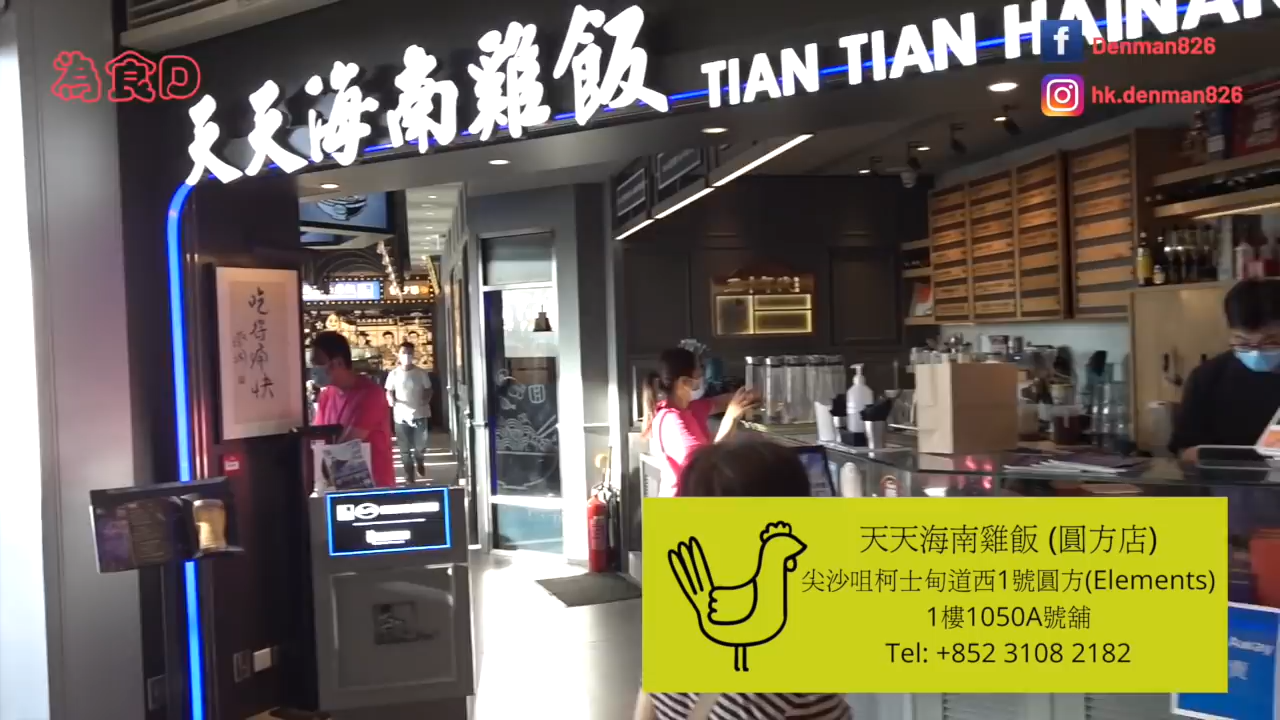 為食D
Denman826
hk.denman826
天天海南雞飯
TIAN TIAN HAINAN
吃得痛快
天天海南雞飯 (圓方店)
尖沙咀柯士甸道西1號圓方(Elements)
1樓1050A號舖
Tel: +852 3108 2182